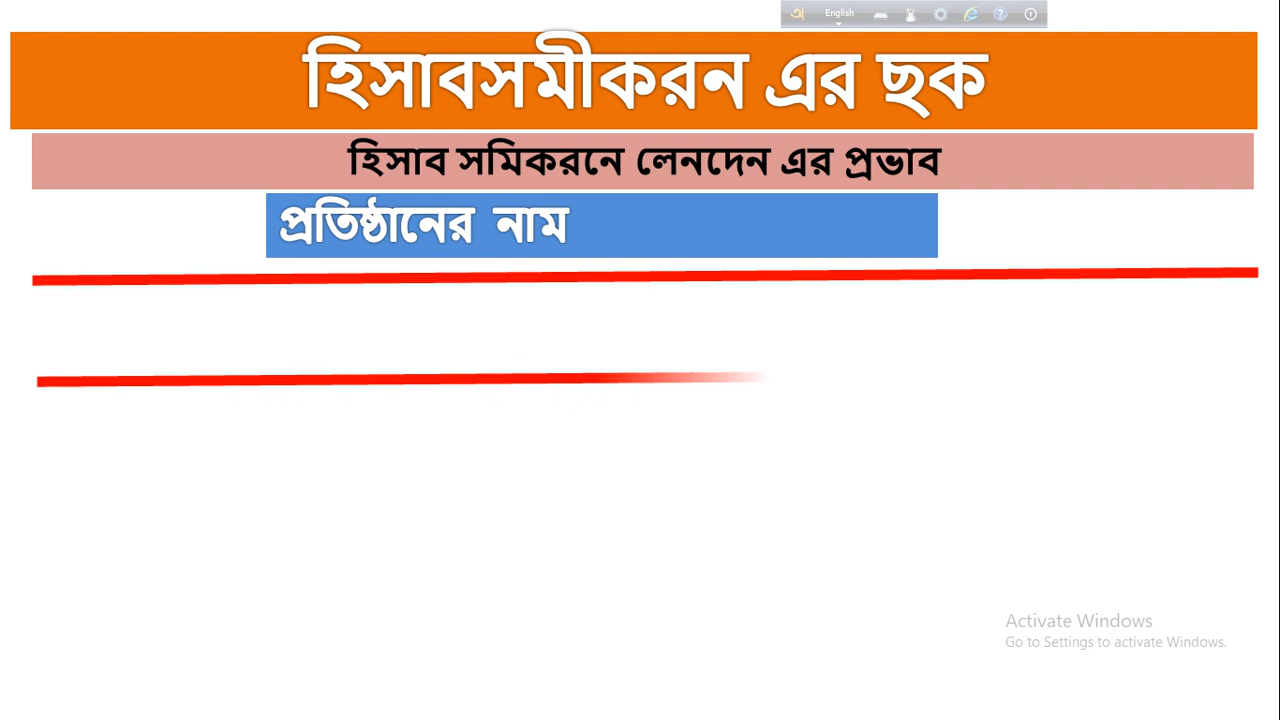 অ English
হিসাবসমীকরন এর ছক
হিসাব সমিকরনে লেনদেন এর প্রভাব
প্রতিষ্ঠানের নাম
Activate Windows
Go to Settings to activate Windows.